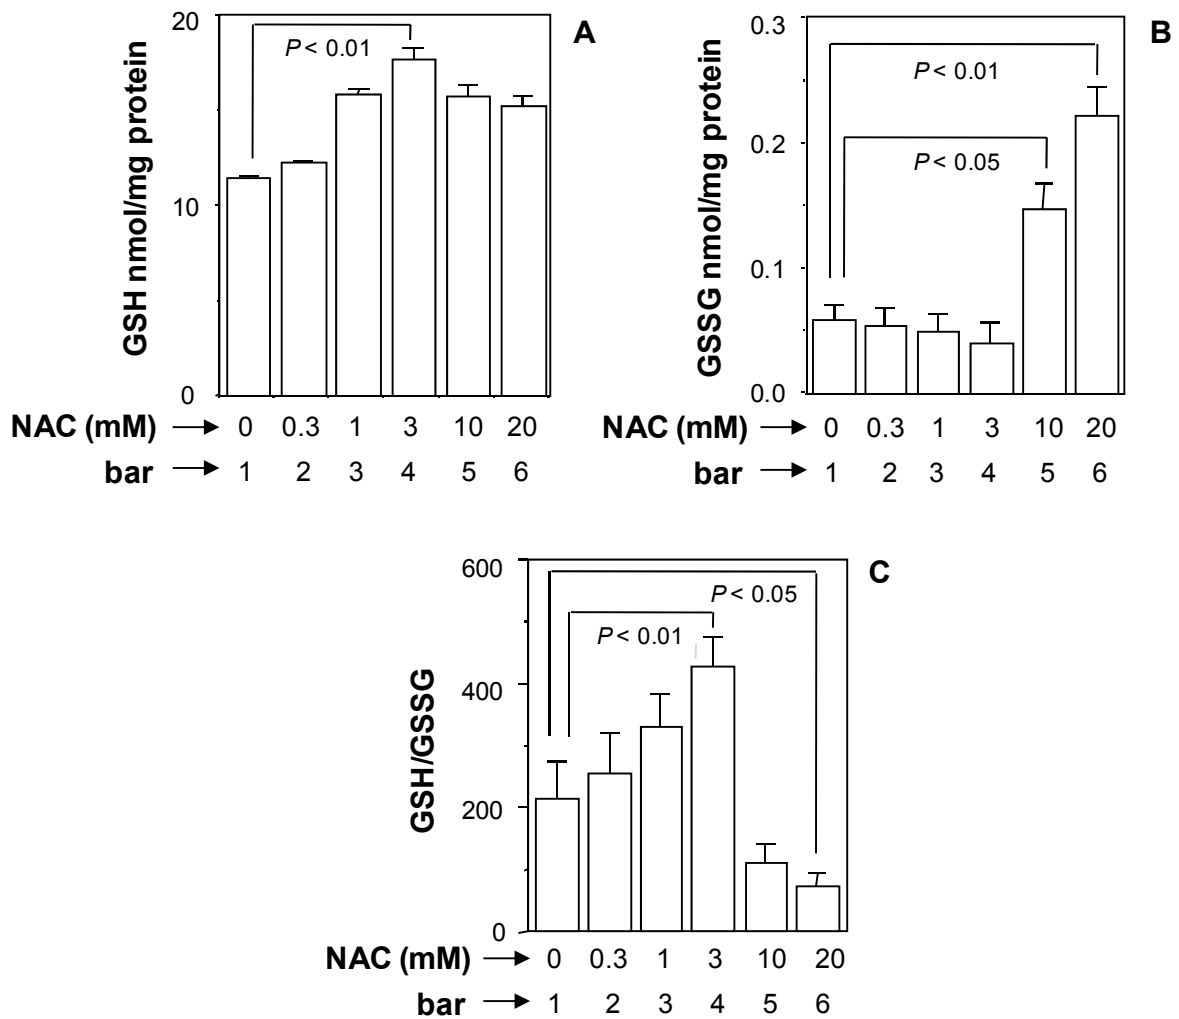 A
GSH nmol/mg protein
20
10
0
P < 0.01
NAC (mM) → 0 0.3 1 3 10 20
bar → 1 2 3 4 5 6
B
GSSG nmol/mg protein
0.3
0.2
0.1
0.0
P < 0.01
P < 0.05
NAC (mM) → 0 0.3 1 3 10 20
bar → 1 2 3 4 5 6
C
GSH/GSSG
600
400
200
0
P < 0.05
P < 0.01
NAC (mM) → 0 0.3 1 3 10 20
bar → 1 2 3 4 5 6